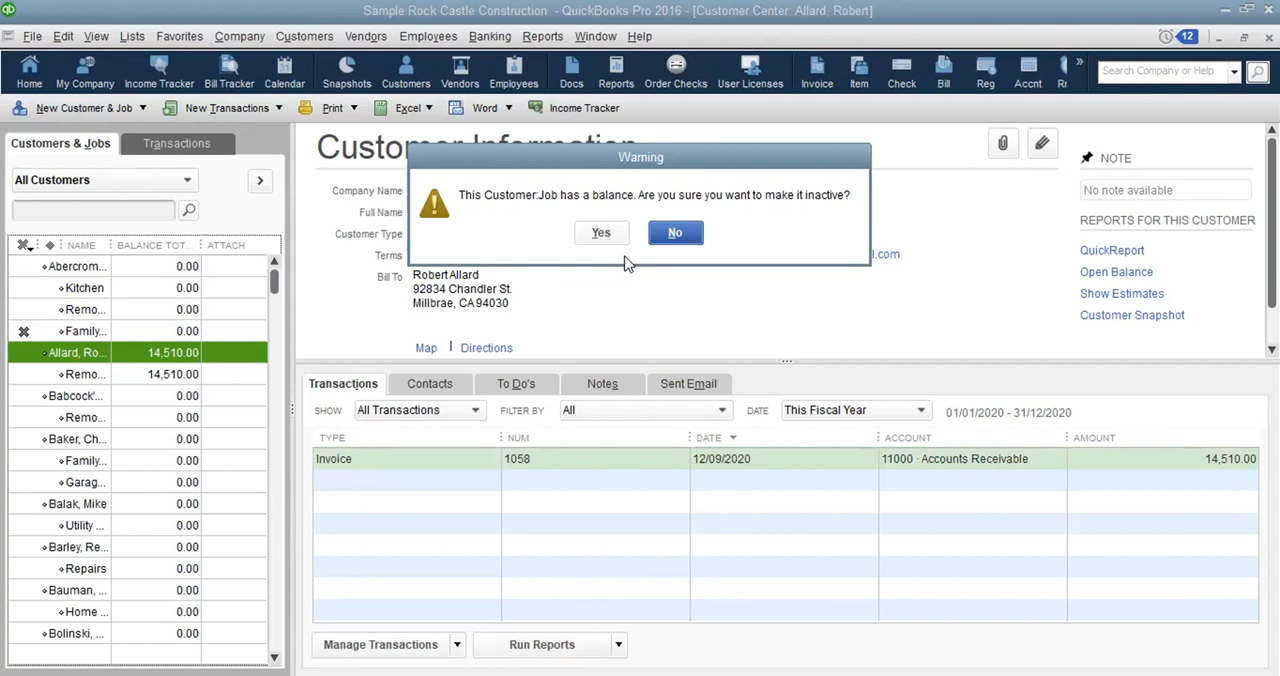 Sample Rock Castle Construction - QuickBooks Pro 2016 - [Customer Center: Allard, Robert]
File Edit View Lists Favorites Company Customers Vendors Employees Banking Reports Window Help
12
Home My Company Income Tracker Bill Tracker Calendar Snapshots Customers Vendors Employees Docs Reports Order Checks User Licenses Invoice Item Check Bill Reg Accnt
Search Company or Help
New Customer & Job New Transactions Print Excel Word Income Tracker
Customers & Jobs Transactions
All Customers
NAME BALANCE TOT... ATTACH
Abercrom... 0.00
Kitchen 0.00
Remo... 0.00
Family... 0.00
Allard, Ro... 14,510.00
Remo... 14,510.00
Babcock'... 0.00
Remo... 0.00
Baker, Ch... 0.00
Family... 0.00
Garag... 0.00
Balak, Mike 0.00
Utility ... 0.00
Barley, Re... 0.00
Repairs 0.00
Bauman, ... 0.00
Home ... 0.00
Bolinski, ... 0.00
Customer Information
Company Name
Full Name
Customer Type
Terms
Bill To
Robert Allard
92834 Chandler St.
Millbrae, CA 94030
l.com
Map | Directions
Warning
This Customer:Job has a balance. Are you sure you want to make it inactive?
Yes No
NOTE
No note available
REPORTS FOR THIS CUSTOMER
QuickReport
Open Balance
Show Estimates
Customer Snapshot
Transactions Contacts To Do's Notes Sent Email
SHOW All Transactions FILTER BY All DATE This Fiscal Year 01/01/2020 - 31/12/2020
TYPE NUM DATE ACCOUNT AMOUNT
Invoice 1058 12/09/2020 11000 · Accounts Receivable 14,510.00
Manage Transactions Run Reports